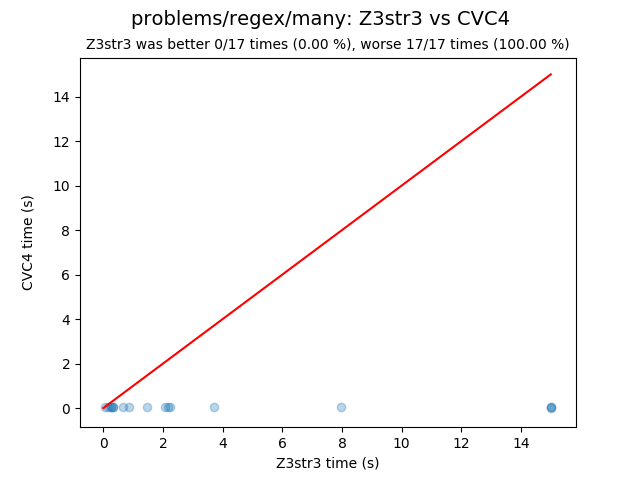 problems/regex/many: Z3str3 vs CVC4
Z3str3 was better 0/17 times (0.00 %), worse 17/17 times (100.00 %)
14
12
10
8
6
4
2
0
CVC4 time (s)
0 2 4 6 8 10 12 14
Z3str3 time (s)